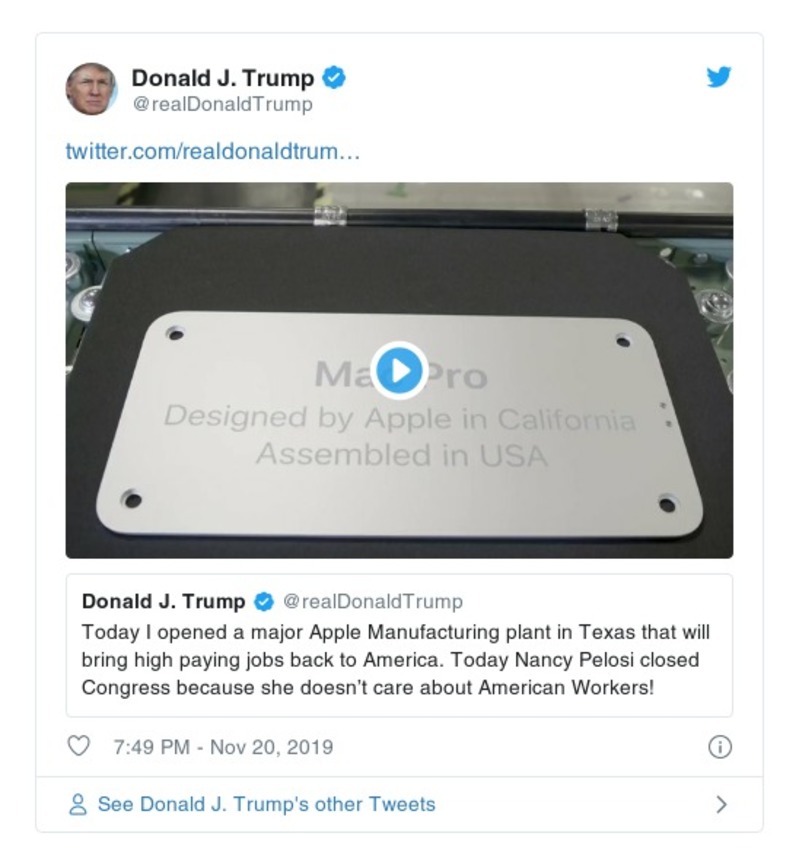 Donald J. Trump
@realDonaldTrump
twitter.com/realdonaldtrum…
Mac Pro
Designed by Apple in California
Assembled in USA
Donald J. Trump @realDonaldTrump
Today I opened a major Apple Manufacturing plant in Texas that will
bring high paying jobs back to America. Today Nancy Pelosi closed
Congress because she doesn’t care about American Workers!
7:49 PM - Nov 20, 2019
See Donald J. Trump's other Tweets